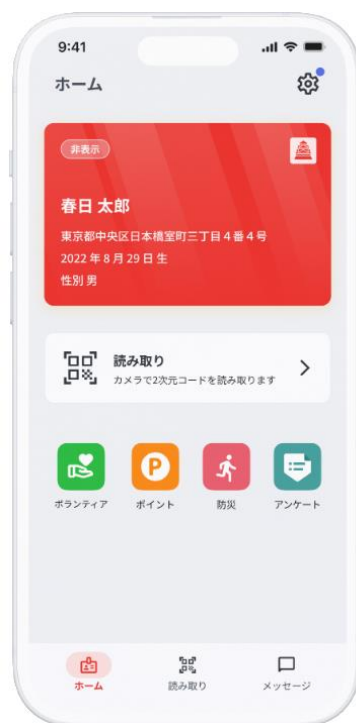 9:41
ホーム
非表示
春日 太郎
東京都中央区日本橋室町三丁目4番4号
2022年8月29日生
性別 男
読み取り
カメラで2次元コードを読み取ります
P
ボランティア
ポイント
防災
アンケート
ホーム
読み取り
メッセージ